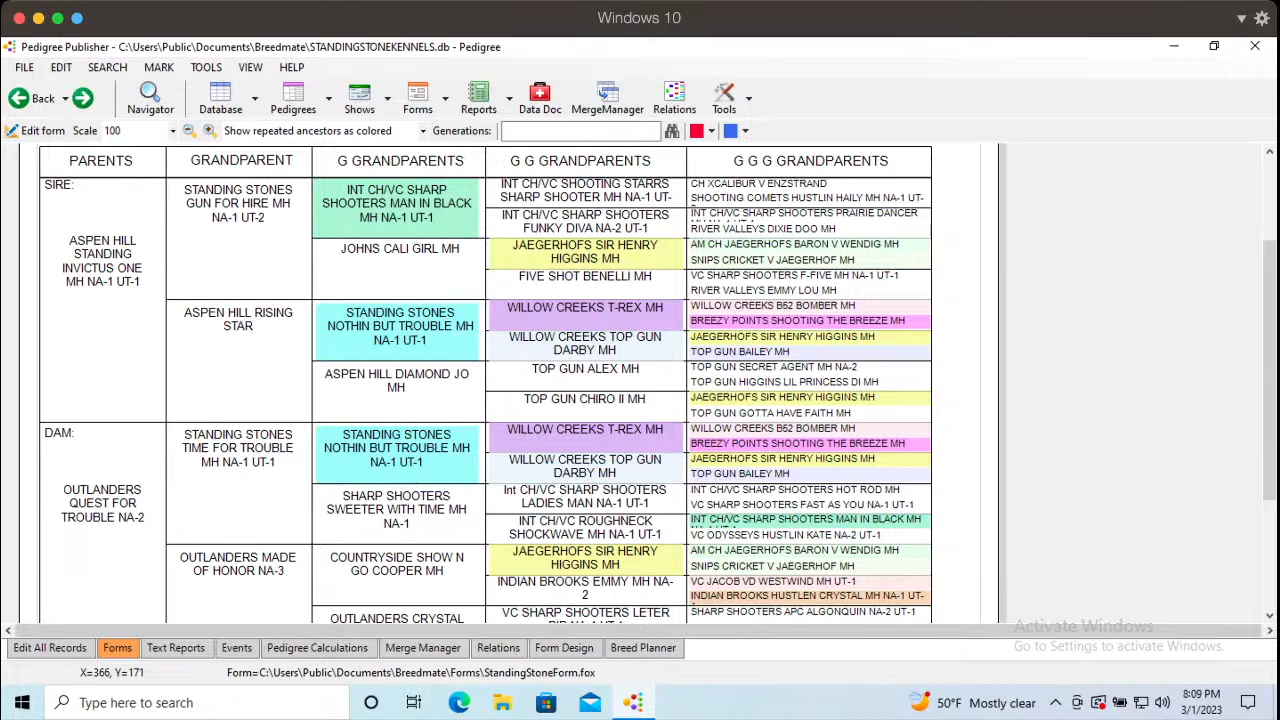 Windows 10
Pedigree Publisher - C:\Users\Public\Documents\Breedmate\STANDINGSTONEKENNELS.db - Pedigree
FILE EDIT SEARCH MARK TOOLS VIEW HELP
Back Navigator Database Pedigrees Shows Forms Reports Data Doc MergeManager Relations Tools
Edit form Scale 100 Show repeated ancestors as colored Generations:
PARENTS GRANDPARENT G GRANDPARENTS G G GRANDPARENTS G G G GRANDPARENTS
SIRE:
ASPEN HILL
STANDING
INVICTUS ONE
MH NA-1 UT-1
STANDING STONES
GUN FOR HIRE MH
NA-1 UT-2
INT CH/VC SHARP
SHOOTERS MAN IN BLACK
MH NA-1 UT-1
INT CH/VC SHOOTING STARRS
SHARP SHOOTER MH NA-1 UT-
CH XCALIBUR V ENZSTRAND
SHOOTING COMETS HUSTLIN HAILY MH NA-1 UT-
INT CH/VC SHARP SHOOTERS
FUNKY DIVA NA-2 UT-1
INT CH/VC SHARP SHOOTERS PRAIRIE DANCER
RIVER VALLEYS DIXIE DOO MH
JOHNS CALI GIRL MH
JAEGERHOFS SIR HENRY
HIGGINS MH
AM CH JAEGERHOFS BARON V WENDIG MH
SNIPS CRICKET V JAEGERHOF MH
FIVE SHOT BENELLI MH
VC SHARP SHOOTERS F-FIVE MH NA-1 UT-1
RIVER VALLEYS EMMY LOU MH
ASPEN HILL RISING
STAR
STANDING STONES
NOTHIN BUT TROUBLE MH
NA-1 UT-1
WILLOW CREEKS T-REX MH
WILLOW CREEKS B52 BOMBER MH
BREEZY POINTS SHOOTING THE BREEZE MH
WILLOW CREEKS TOP GUN
DARBY MH
JAEGERHOFS SIR HENRY HIGGINS MH
TOP GUN BAILEY MH
ASPEN HILL DIAMOND JO
MH
TOP GUN ALEX MH
TOP GUN SECRET AGENT MH NA-2
TOP GUN HIGGINS LIL PRINCESS DI MH
TOP GUN CHIRO II MH
JAEGERHOFS SIR HENRY HIGGINS MH
TOP GUN GOTTA HAVE FAITH MH
DAM:
OUTLANDERS
QUEST FOR
TROUBLE NA-2
STANDING STONES
TIME FOR TROUBLE
MH NA-1 UT-1
STANDING STONES
NOTHIN BUT TROUBLE MH
NA-1 UT-1
WILLOW CREEKS T-REX MH
WILLOW CREEKS B52 BOMBER MH
BREEZY POINTS SHOOTING THE BREEZE MH
WILLOW CREEKS TOP GUN
DARBY MH
JAEGERHOFS SIR HENRY HIGGINS MH
TOP GUN BAILEY MH
SHARP SHOOTERS
SWEETER WITH TIME MH
NA-1
Int CH/VC SHARP SHOOTERS
LADIES MAN NA-1 UT-1
INT CH/VC SHARP SHOOTERS HOT ROD MH
VC SHARP SHOOTERS FAST AS YOU NA-1 UT-1
INT CH/VC ROUGHNECK
SHOCKWAVE MH NA-1 UT-1
INT CH/VC SHARP SHOOTERS MAN IN BLACK MH
VC ODYSSEYS HUSTLIN KATE NA-2 UT-1
OUTLANDERS MADE
OF HONOR NA-3
COUNTRYSIDE SHOW N
GO COOPER MH
JAEGERHOFS SIR HENRY
HIGGINS MH
AM CH JAEGERHOFS BARON V WENDIG MH
SNIPS CRICKET V JAEGERHOF MH
INDIAN BROOKS EMMY MH NA-
2
VC JACOB VD WESTWIND MH UT-1
INDIAN BROOKS HUSTLEN CRYSTAL MH NA-1 UT-
OUTLANDERS CRYSTAL
VC SHARP SHOOTERS LETER
SHARP SHOOTERS APC ALGONQUIN NA-2 UT-1
Activate Windows
Go to Settings to activate Windows.
Edit All Records Forms Text Reports Events Pedigree Calculations Merge Manager Relations Form Design Breed Planner
X=366, Y=171 Form=C:\Users\Public\Documents\Breedmate\Forms\StandingStoneForm.fox
Type here to search 50°F Mostly clear 8:09 PM
3/1/2023